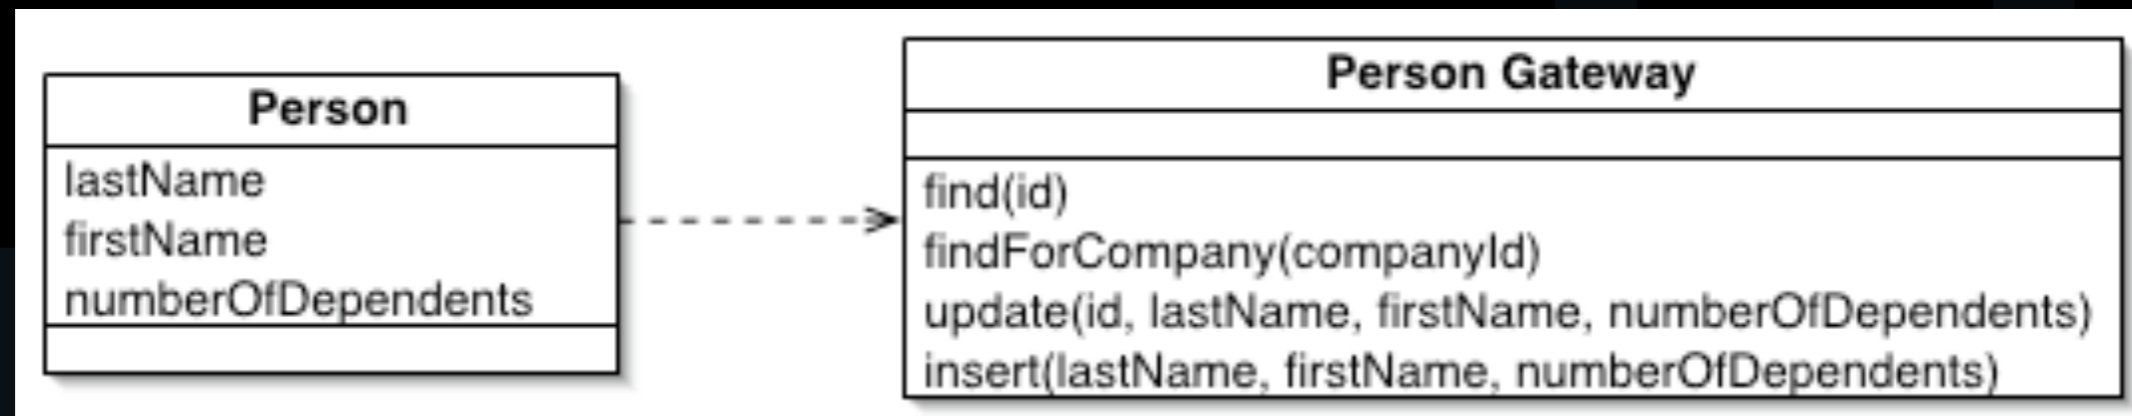 Person
lastName
firstName
numberOfDependents
Person Gateway
find(id)
findForCompany(companyId)
update(id, lastName, firstName, numberOfDependents)
insert(lastName, firstName, numberOfDependents)